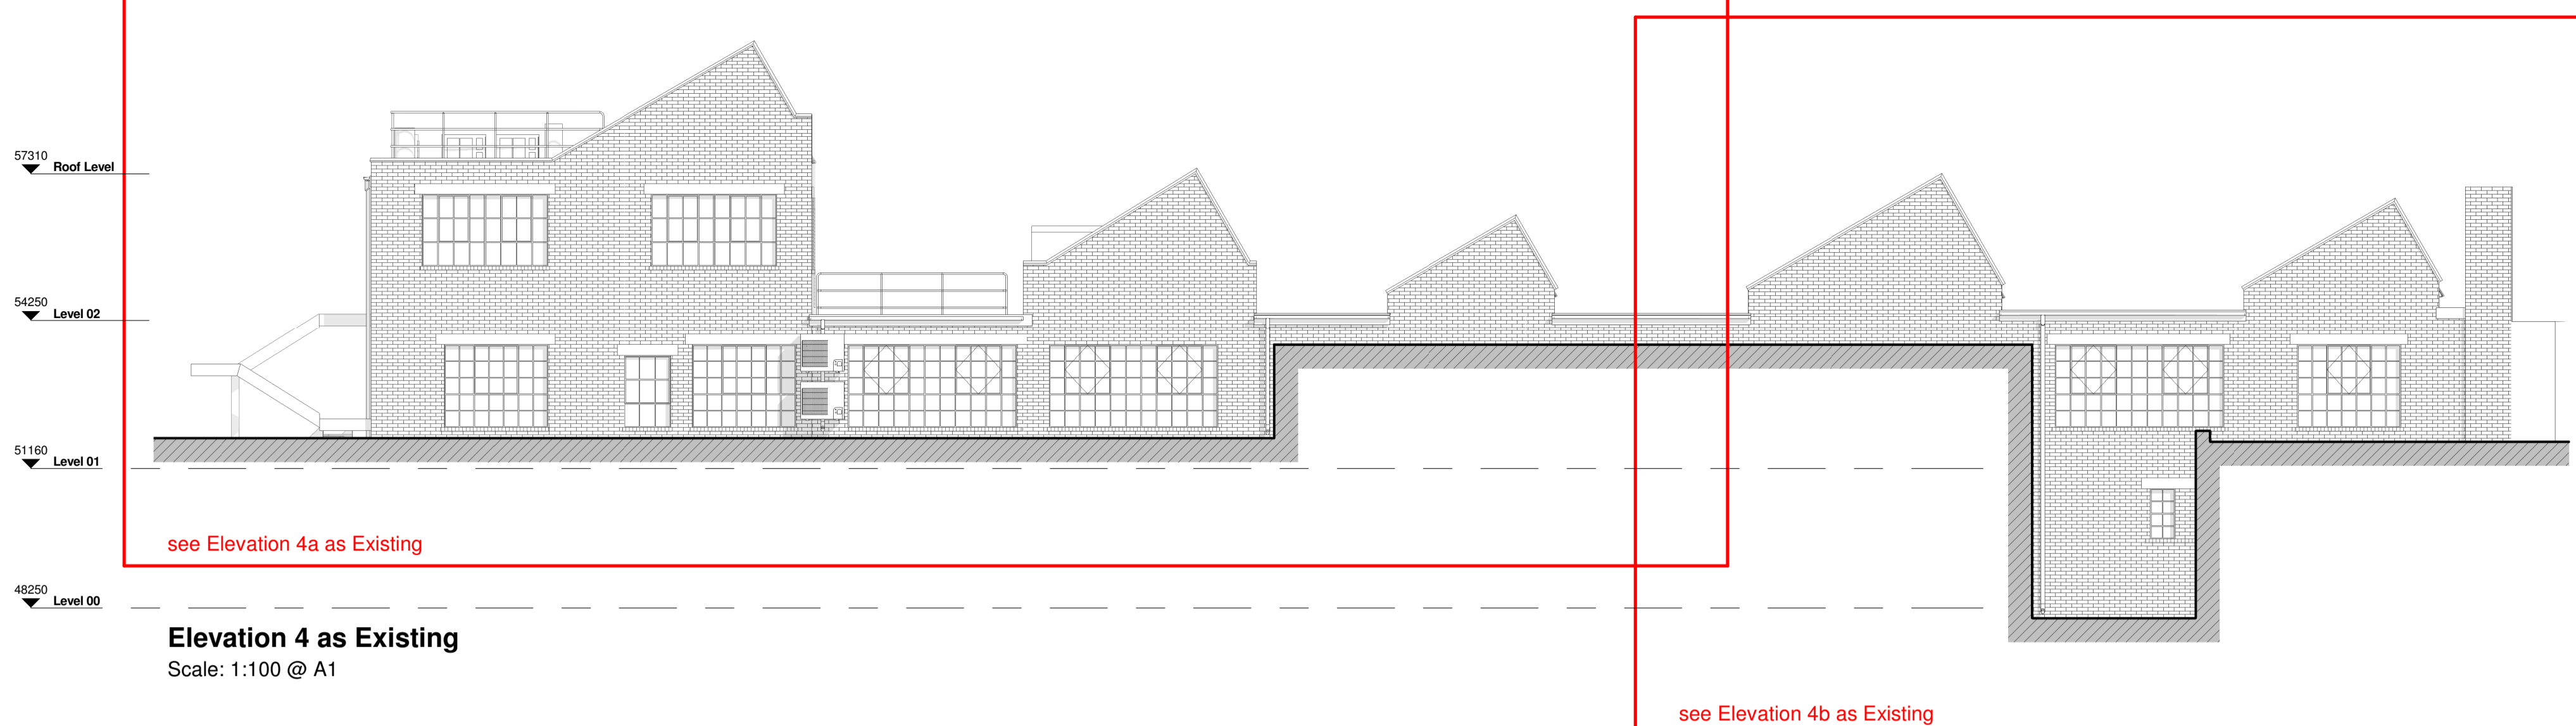 57310
Roof Level
54250
Level 02
51160
Level 01
see Elevation 4a as Existing
48250
Level 00
Elevation 4 as Existing
Scale: 1:100 @ A1
see Elevation 4b as Existing